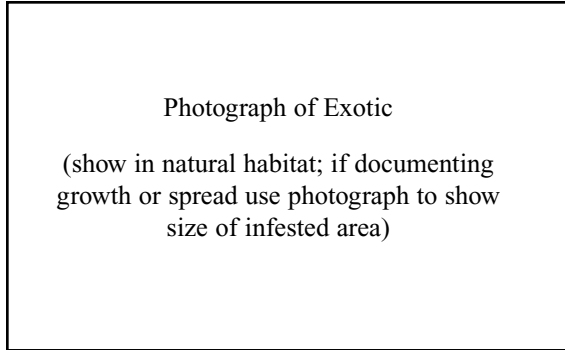 Photograph of Exotic
(show in natural habitat; if documenting
growth or spread use photograph to show
size of infested area)